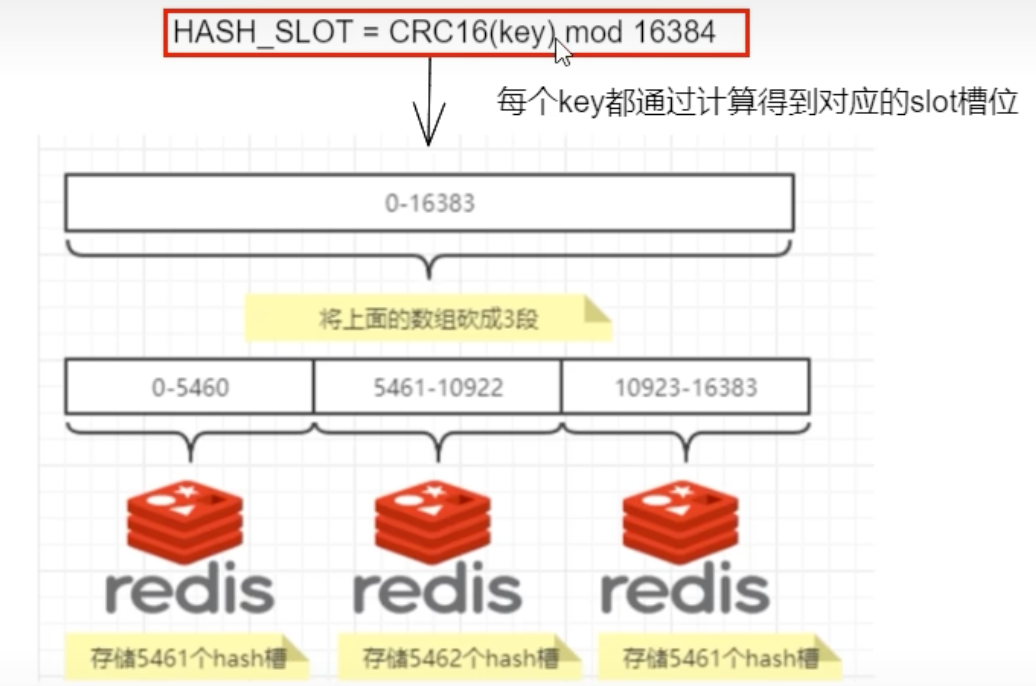 HASH_SLOT = CRC16(key) mod 16384
每个key都通过计算得到对应的slot槽位
0-16383
将上面的数组砍成3段
0-5460
5461-10922
10923-16383
redis
redis
redis
存储5461个hash槽
存储5462个hash槽
存储5461个hash槽